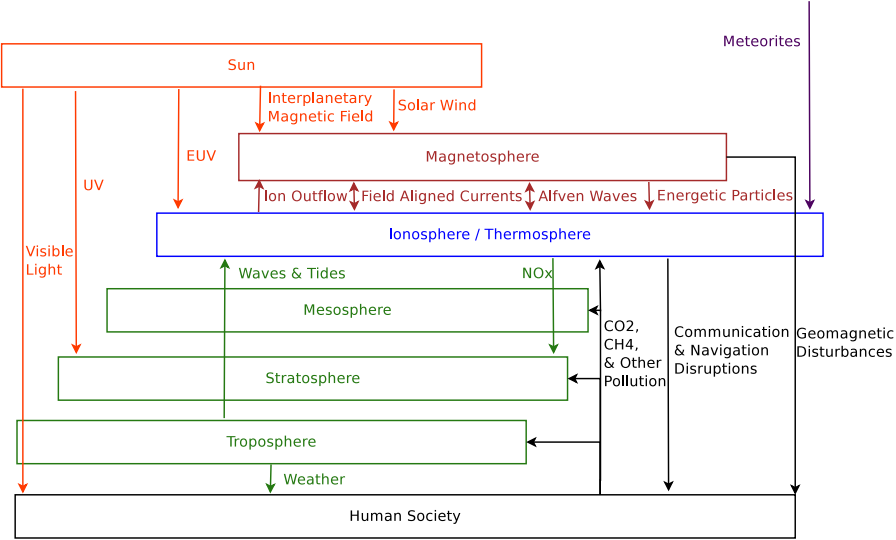 Meteorites
Sun
Interplanetary
Magnetic Field
Solar Wind
EUV
Magnetosphere
UV
Ion Outflow
Field Aligned Currents
Alfven Waves
Energetic Particles
Ionosphere / Thermosphere
Visible
Light
Waves & Tides
NOx
Mesosphere
CO2,
CH4,
& Other
Pollution
Communication
& Navigation
Disruptions
Geomagnetic
Disturbances
Stratosphere
Troposphere
Weather
Human Society